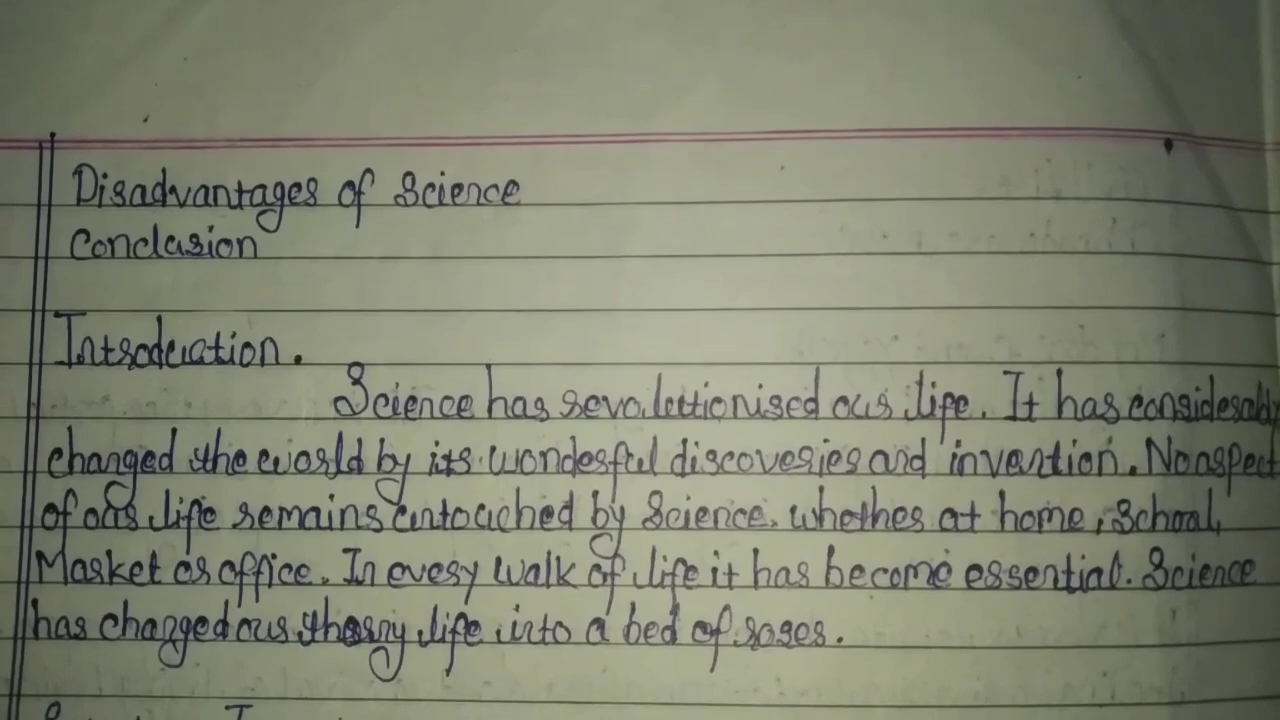 Disadvantages of Science
Conclusion
Introduction.
Science has revolutionised our life. It has considerably
changed the world by its wonderful discoveries and invention. No aspect
of our life remains untouched by Science. whether at home, School,
Market or office. In every walk of life it has become essential. Science
has changed our thorny life into a bed of roses.